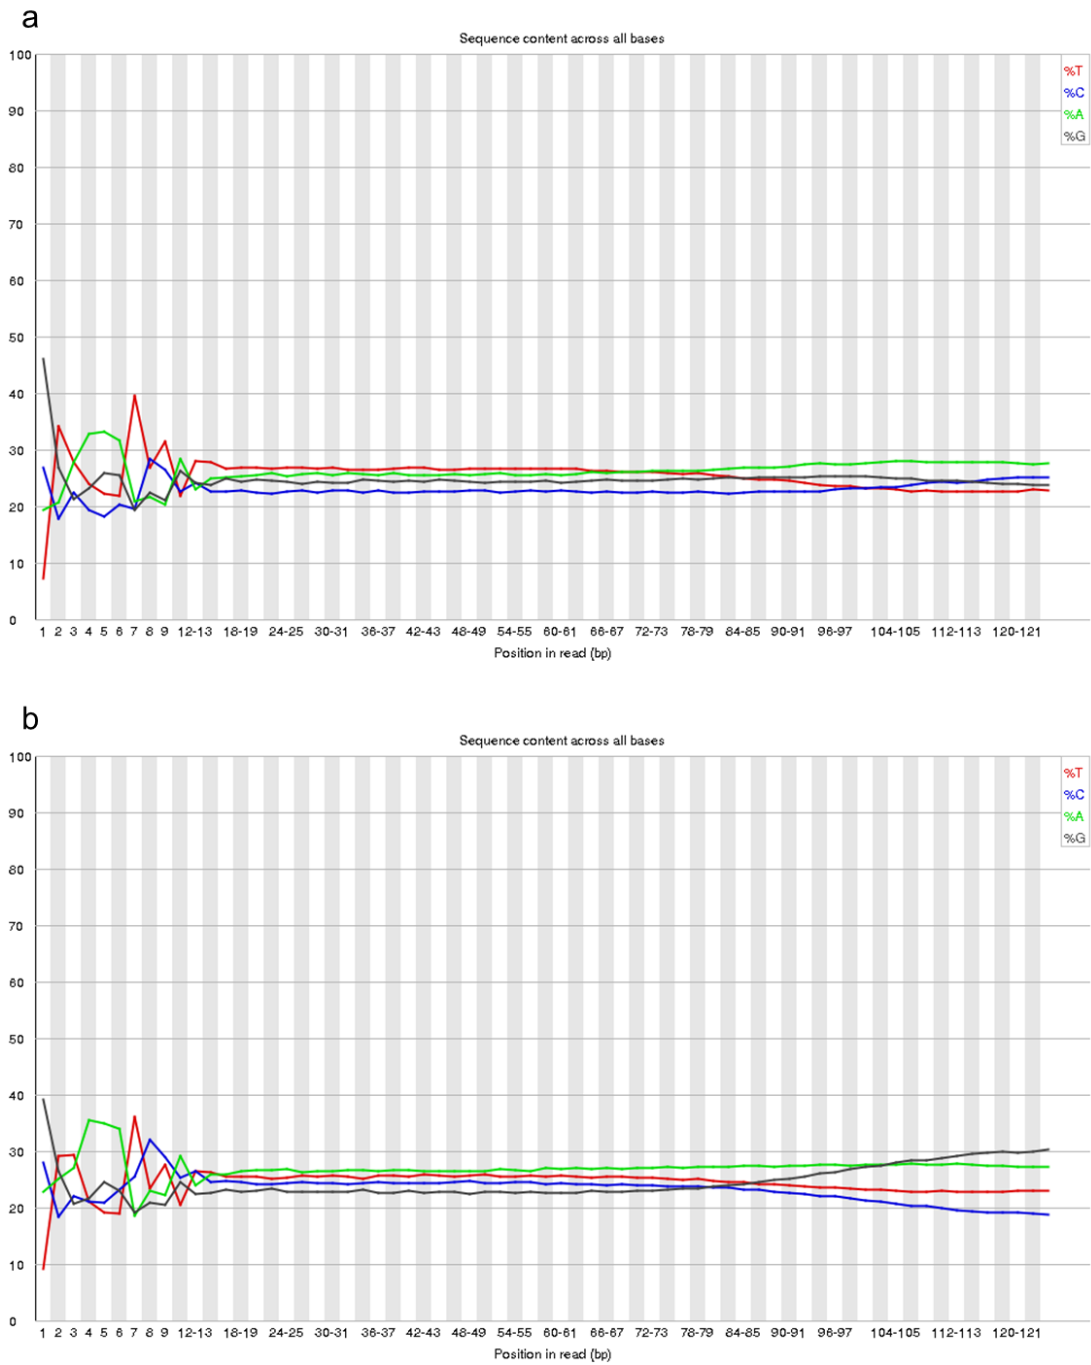 a
Sequence content across all bases
100
%T
%C
%A
%G
90
80
70
60
50
40
30
20
10
0
1 2 3 4 5 6 7 8 9 12-13 18-19 24-25 30-31 36-37 42-43 48-49 54-55 60-61 66-67 72-73 78-79 84-85 90-91 96-97 104-105 112-113 120-121
Position in read (bp)
b
Sequence content across all bases
100
%T
%C
%A
%G
90
80
70
60
50
40
30
20
10
0
1 2 3 4 5 6 7 8 9 12-13 18-19 24-25 30-31 36-37 42-43 48-49 54-55 60-61 66-67 72-73 78-79 84-85 90-91 96-97 104-105 112-113 120-121
Position in read (bp)